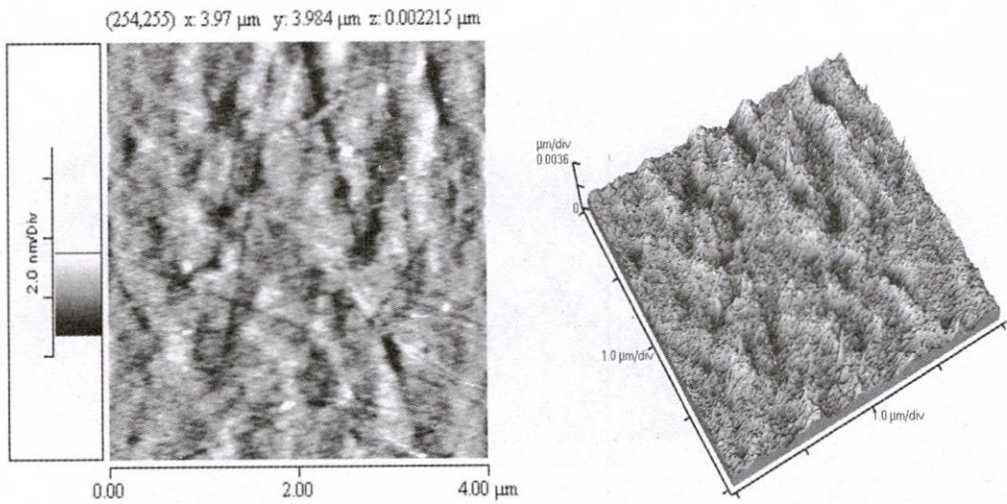 (254,255) x: 3.97 µm y: 3.984 µm z: 0.002215 µm
2.0 nm/Div
0.00 2.00 4.00 µm
µm/div
0.0036
0
1.0 µm/div
1.0 µm/div